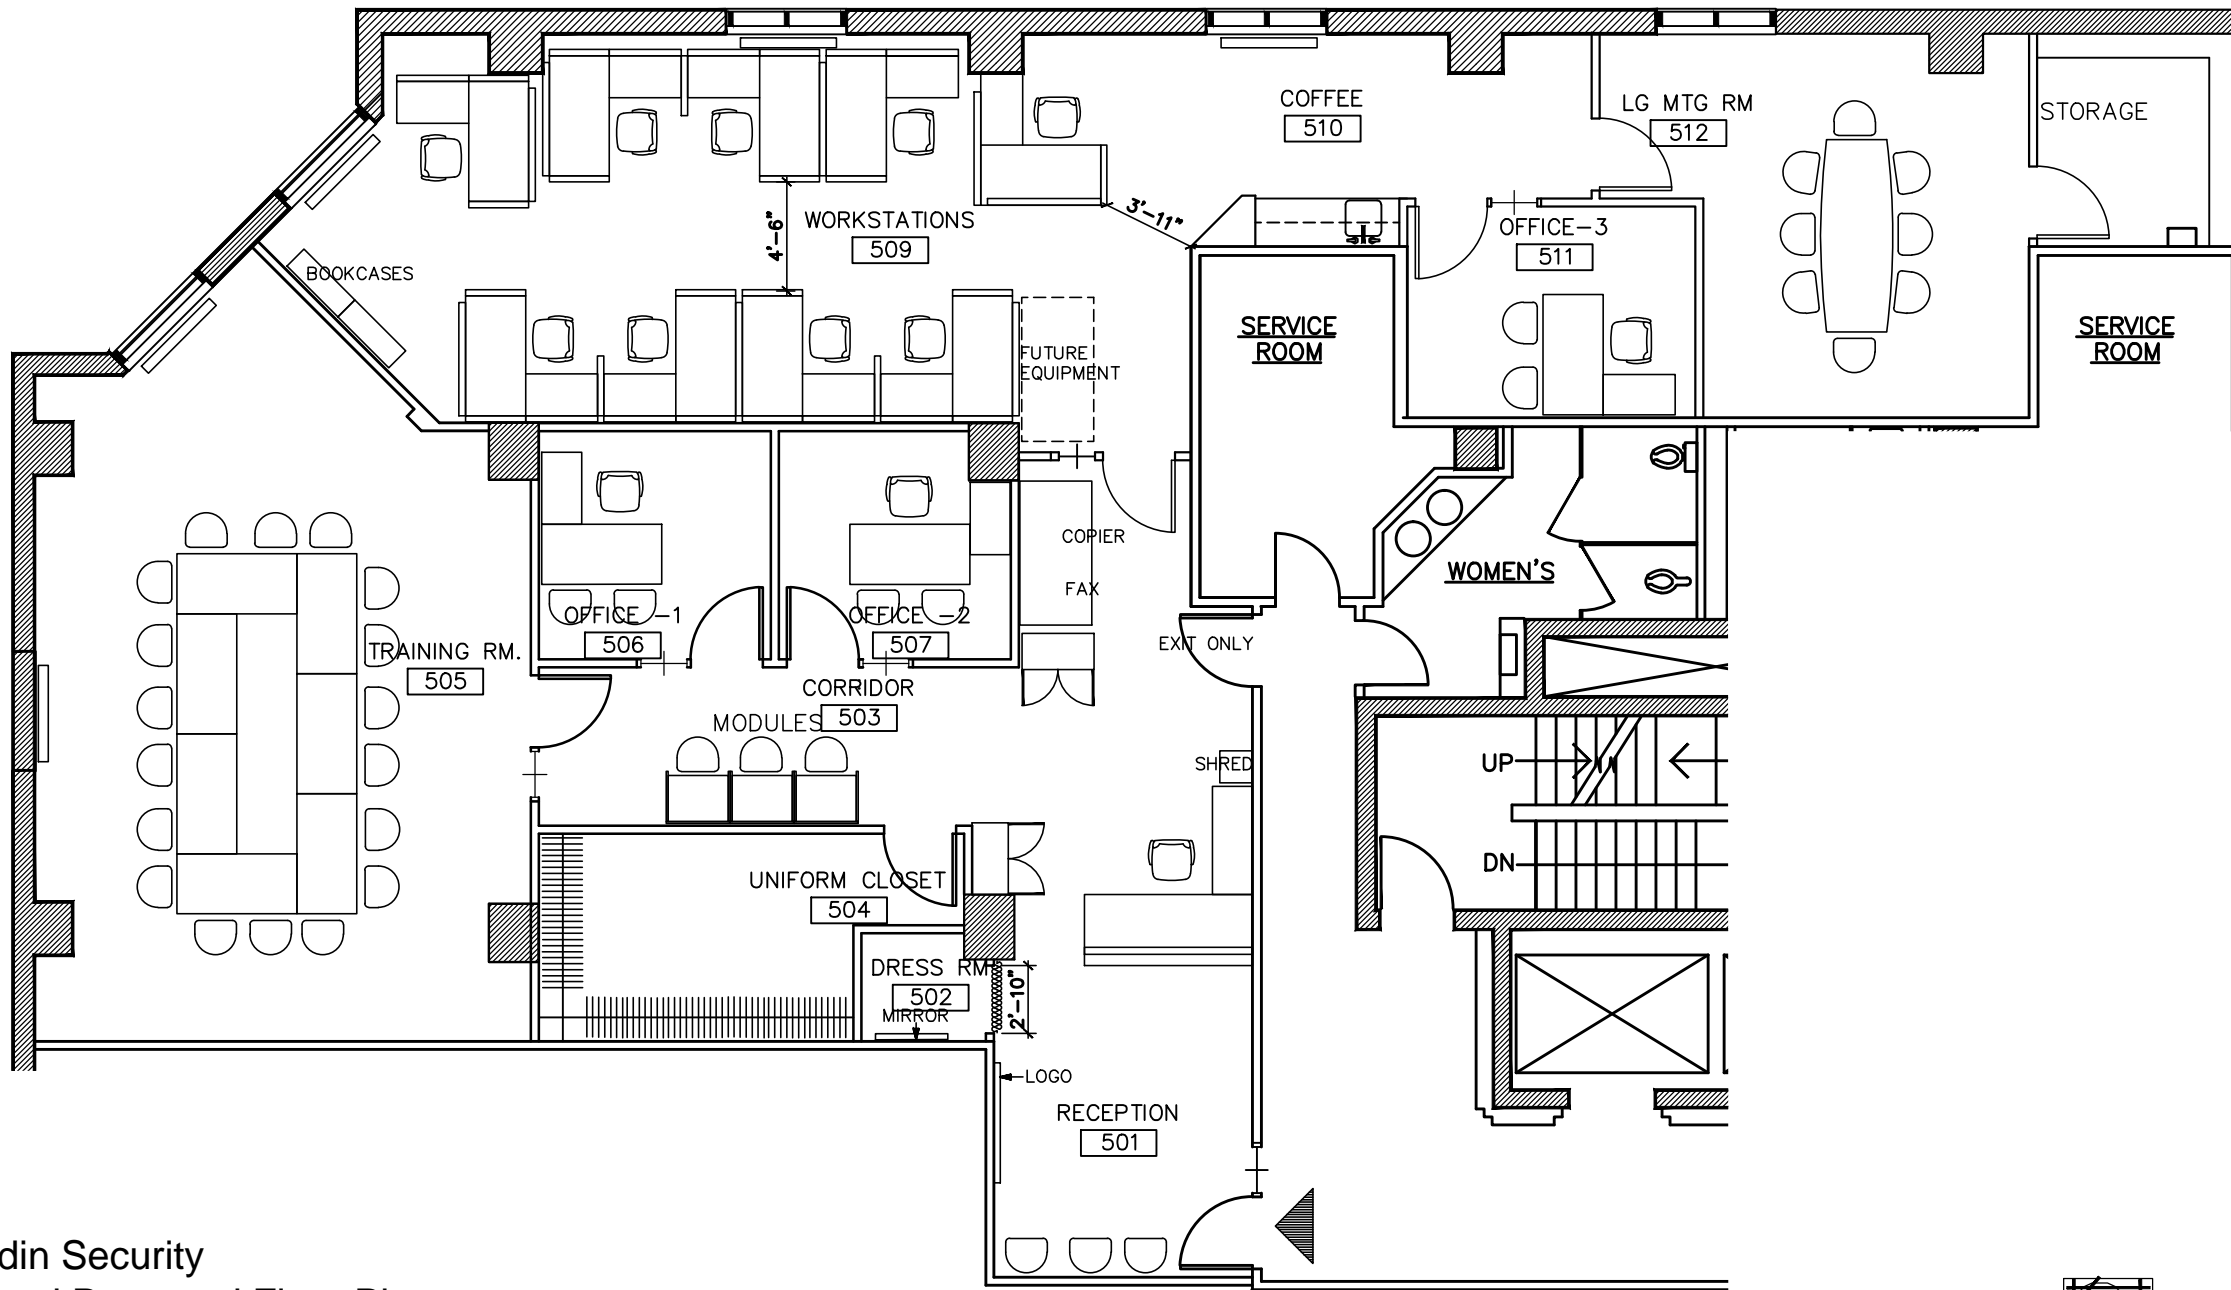 COFFEE
510
LG MTG RM
512
STORAGE
WORKSTATIONS
509
4'-6"
3'-11"
OFFICE-3
511
BOOKCASES
SERVICE
ROOM
SERVICE
ROOM
FUTURE
EQUIPMENT
COPIER
FAX
WOMEN'S
OFFICE -1
506
OFFICE -2
507
EXIT ONLY
TRAINING RM.
505
CORRIDOR
503
MODULES
SHRED
UP
DN
UNIFORM CLOSET
504
DRESS RM
502
MIRROR
2'-10"
LOGO
RECEPTION
501
din Security